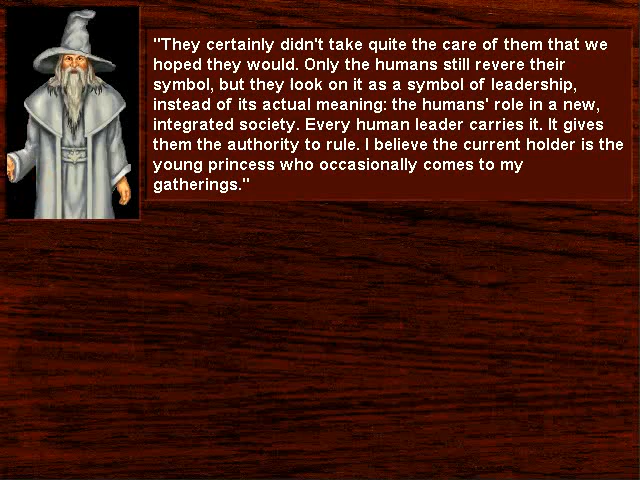 "They certainly didn't take quite the care of them that we
hoped they would. Only the humans still revere their
symbol, but they look on it as a symbol of leadership,
instead of its actual meaning: the humans' role in a new,
integrated society. Every human leader carries it. It gives
them the authority to rule. I believe the current holder is the
young princess who occasionally comes to my
gatherings."